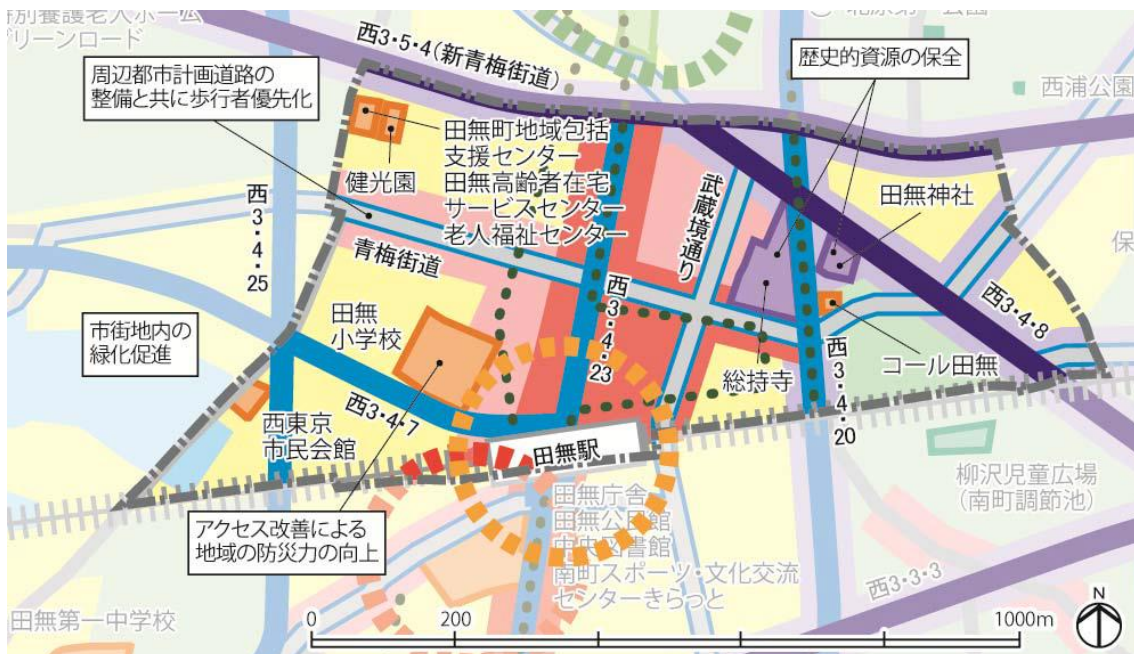 特別養護老人ホーム
グリーンロード
西3・5・4(新青梅街道)
歴史的資源の保全
西浦公園
周辺都市計画道路の
整備と共に歩行者優先化
田無町地域包括
支援センター
田無高齢者在宅
サービスセンター
老人福祉センター
健光園
武蔵境通り
田無神社
西3・4・25
青梅街道
西3・4・23
西3・4・8
市街地内の
緑化促進
田無
小学校
総持寺
コール田無
西3・4・20
西3・4・7
西東京
市民会館
田無駅
柳沢児童広場
(南町調節池)
アクセス改善による
地域の防災力の向上
田無庁舎
田無公民館
中央図書館
南町スポーツ・文化交流
センターきらっと
西3・3・3
田無第一中学校
0
200
1000m
N